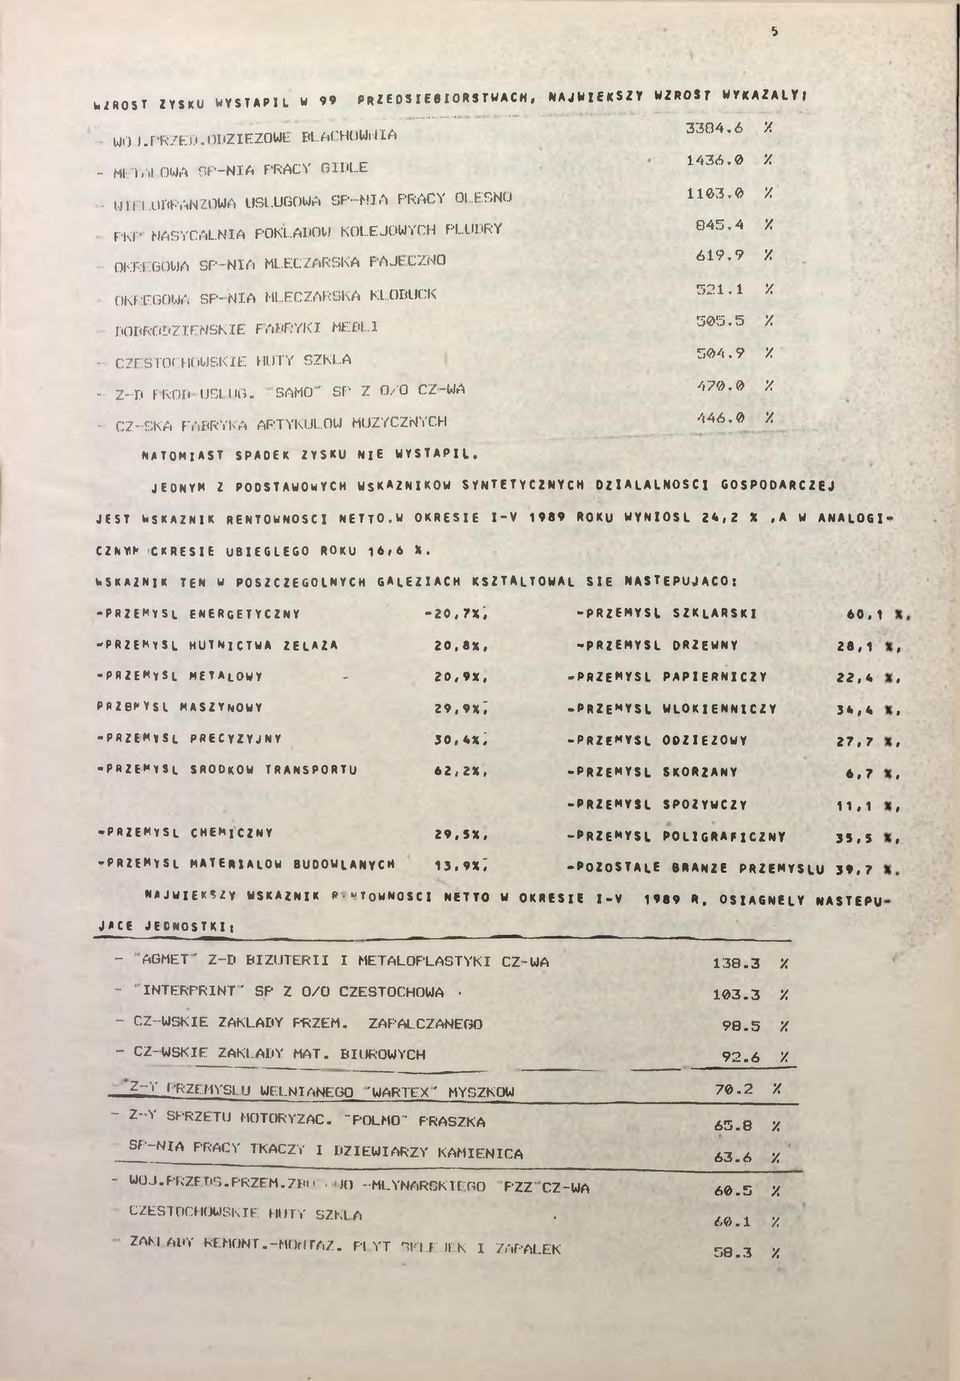 5
WZROST ZYSKU WYSTAPIL W 99 PRZEDSIEBIORSTWACH, NAJWIEKSZY WZROST WYKAZALY:
- WOJ.PRZED.ODZIEZOWE BLACHOWNIA 3384.6 %
- METALOWA SP-NIA PRACY GIDLE 1436.0 %
- WIELOBRANZOWA USLUGOWA SP-NIA PRACY OLESNO 1103.0 %
- PKP NASYCALNIA POKLADOW KOLEJOWYCH PLUDRY 845.4 %
- OKREGOWA SP-NIA MLECZARSKA PAJECZNO 619.9 %
- OKREGOWA SP-NIA MLECZARSKA KLOBUCK 521.1 %
- DOBRODZIENSKIE FABRYKI MEBLI 505.5 %
- CZESTOCHOWSKIE HUTY SZKLA 504.9 %
- Z-D PROD-USLUG. "SAMO" SP Z O/O CZ-WA 470.0 %
- CZ-SKA FABRYKA ARTYKULOW MUZYCZNYCH 446.0 %
NATOMIAST SPADEK ZYSKU NIE WYSTAPIL.
JEDNYM Z PODSTAWOWYCH WSKAZNIKOW SYNTETYCZNYCH DZIALALNOSCI GOSPODARCZEJ
JEST WSKAZNIK RENTOWNOSCI NETTO.W OKRESIE I-V 1989 ROKU WYNIOSL 24,2 % ,A W ANALOGI-
CZNYM CKRESIE UBIEGLEGO ROKU 16,6 %.
WSKAZNIK TEN W POSZCZEGOLNYCH GALEZIACH KSZTALTOWAL SIE NASTEPUJACO:
-PRZEMYSL ENERGETYCZNY -20,7%, -PRZEMYSL SZKLARSKI 60,1 %,
-PRZEMYSL HUTNICTWA ZELAZA 20,8%, -PRZEMYSL DRZEWNY 28,1 %,
-PRZEMYSL METALOWY - 20,9%, -PRZEMYSL PAPIERNICZY 22,4 %,
PRZEMYSL MASZYNOWY 29,9%, -PRZEMYSL WLOKIENNICZY 34,4 %,
-PRZEMYSL PRECYZYJNY 30,4%, -PRZEMYSL ODZIEZOWY 27,7 %,
-PRZEMYSL SRODKOW TRANSPORTU 62,2%, -PRZEMYSL SKORZANY 6,7 %,
-PRZEMYSL SPOZYWCZY 11,1 %,
-PRZEMYSL CHEMICZNY 29,5%, -PRZEMYSL POLIGRAFICZNY 35,5 %,
-PRZEMYSL MATERIALOW BUDOWLANYCH 13,9%, -POZOSTALE BRANZE PRZEMYSLU 39,7 %.
NAJWIEKSZY WSKAZNIK RENTOWNOSCI NETTO W OKRESIE I-V 1989 R. OSIAGNELY NASTEPU-
JACE JEDNOSTKI:
- "AGMET" Z-D BIZUTERII I METALOPLASTYKI CZ-WA 138.3 %
- "INTERPRINT" SP Z O/O CZESTOCHOWA 103.3 %
- CZ-WSKIE ZAKLADY PRZEM. ZAPALCZANEGO 98.5 %
- CZ-WSKIE ZAKLADY MAT. BIUROWYCH 92.6 %
- Z-Y PRZEMYSLU WELNIANEGO "WARTEX" MYSZKOW 70.2 %
- Z-Y SPRZETU MOTORYZAC. "POLMO" PRASZKA 65.8 %
SP-NIA PRACY TKACZY I DZIEWIARZY KAMIENICA 63.6 %
- WOJ.PRZEDS.PRZEM. -MLYNARSKIEGO "PZZ"CZ-WA 60.5 %
CZESTOCHOWSKIE HUTY SZKLA 60.1 %
- ZAKLADY REMONT.-MONTAZ. PLYT SKLEJEK I ZAPALEK 58.3 %